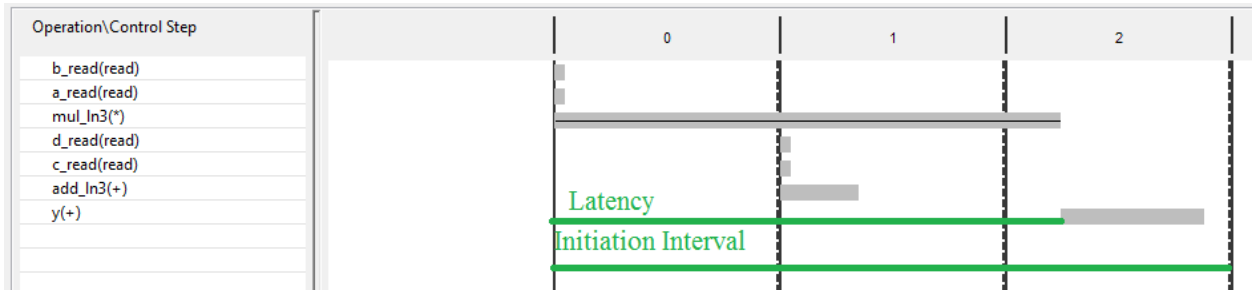 Operation\Control Step
0
1
2
b_read(read)
a_read(read)
mul_ln3(*)
d_read(read)
c_read(read)
add_ln3(+)
y(+)
Latency
Initiation Interval